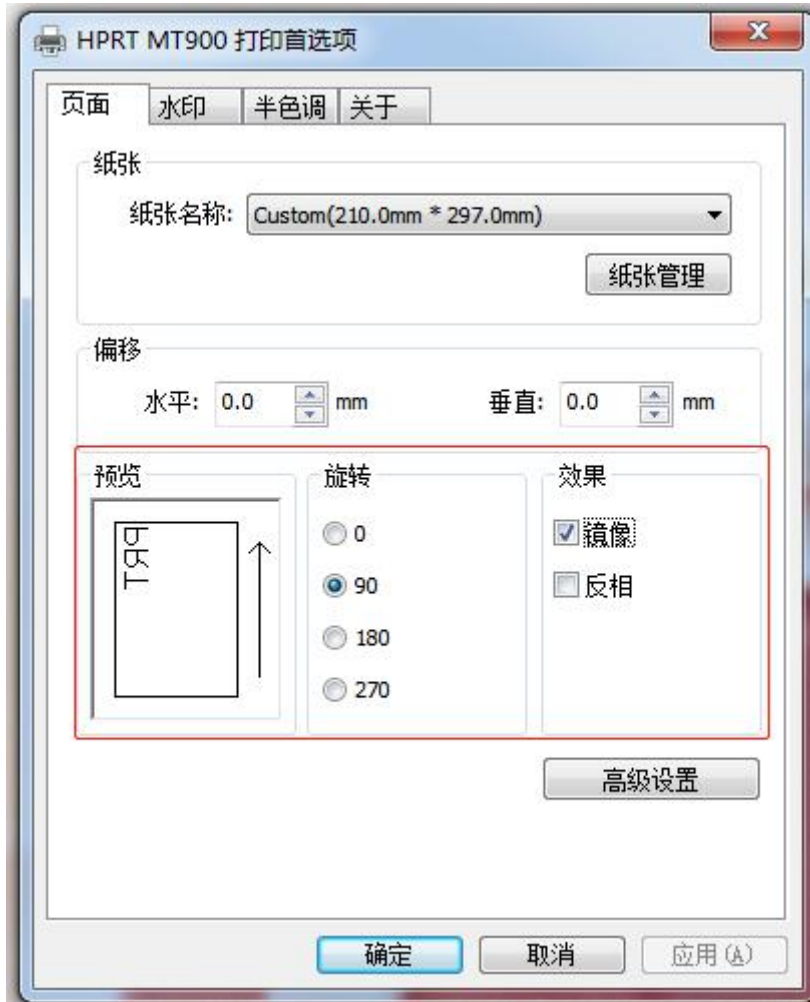 HPRT MT900 打印首选项
页面 水印 半色调 关于
纸张
纸张名称: Custom(210.0mm * 297.0mm)
纸张管理
偏移
水平: 0.0 mm 垂直: 0.0 mm
预览 旋转 效果
PRT
0 镜像
90 反相
180
270
高级设置
确定 取消 应用(A)